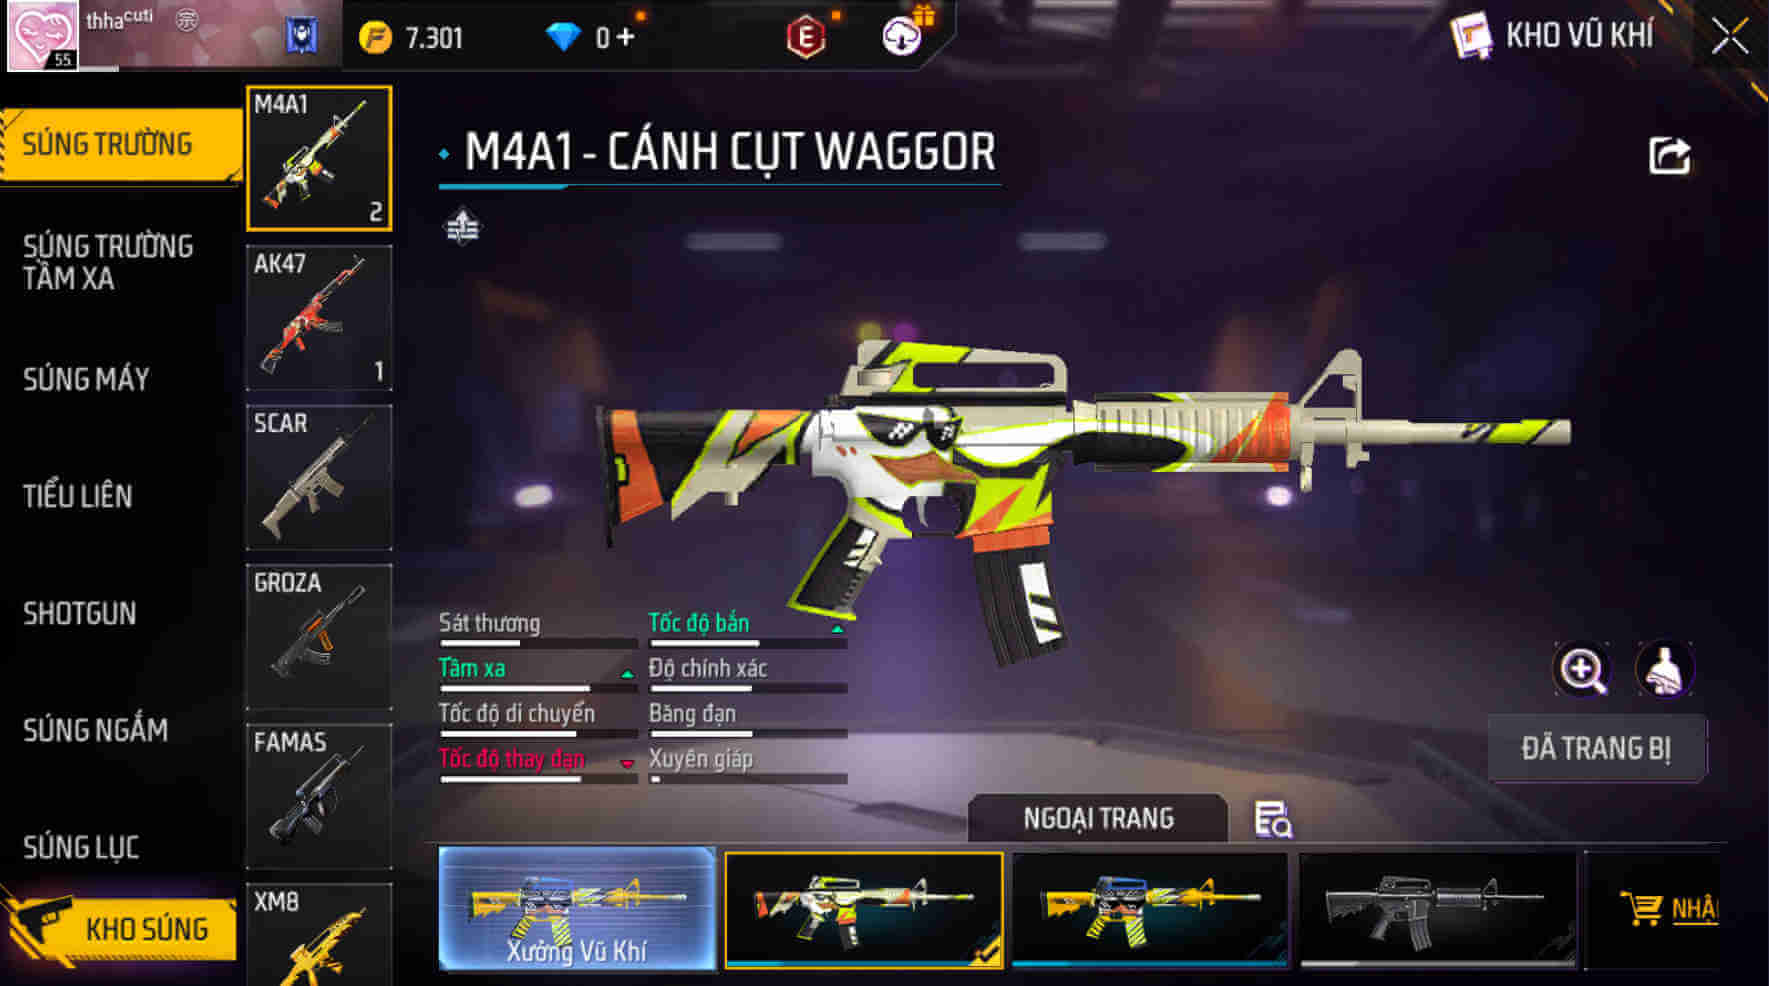 thhacuti
55
7.301
0 +
E
KHO VŨ KHÍ
SÚNG TRƯỜNG
SÚNG TRƯỜNG
TẦM XA
SÚNG MÁY
TIỂU LIÊN
SHOTGUN
SÚNG NGẮM
SÚNG LỤC
KHO SÚNG
M4A1
2
AK47
1
SCAR
GROZA
FAMAS
XM8
M4A1 - CÁNH CỤT WAGGOR
Sát thương
Tốc độ bắn
Tầm xa
Độ chính xác
Tốc độ di chuyển
Băng đạn
Tốc độ thay đạn
Xuyên giáp
ĐÃ TRANG BỊ
NGOẠI TRANG
Xưởng Vũ Khí
NHẬ